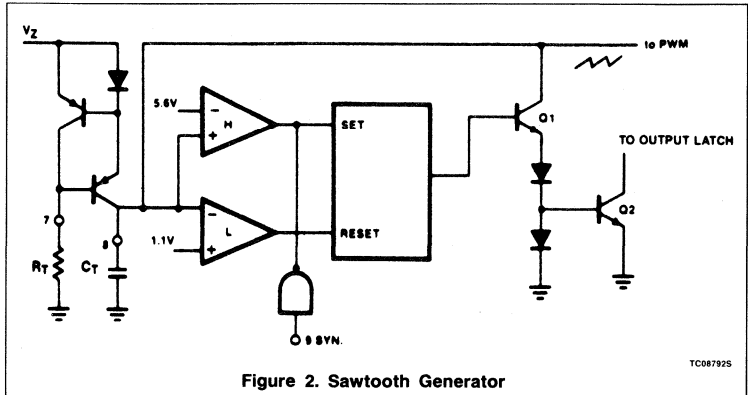 VZ
to PWM
5.6V
−
H
+
SET
Q1
TO OUTPUT LATCH
7
8
−
L
+
1.1V
RESET
Q2
RT
CT
9 SYN.
TC08792S
Figure 2. Sawtooth Generator